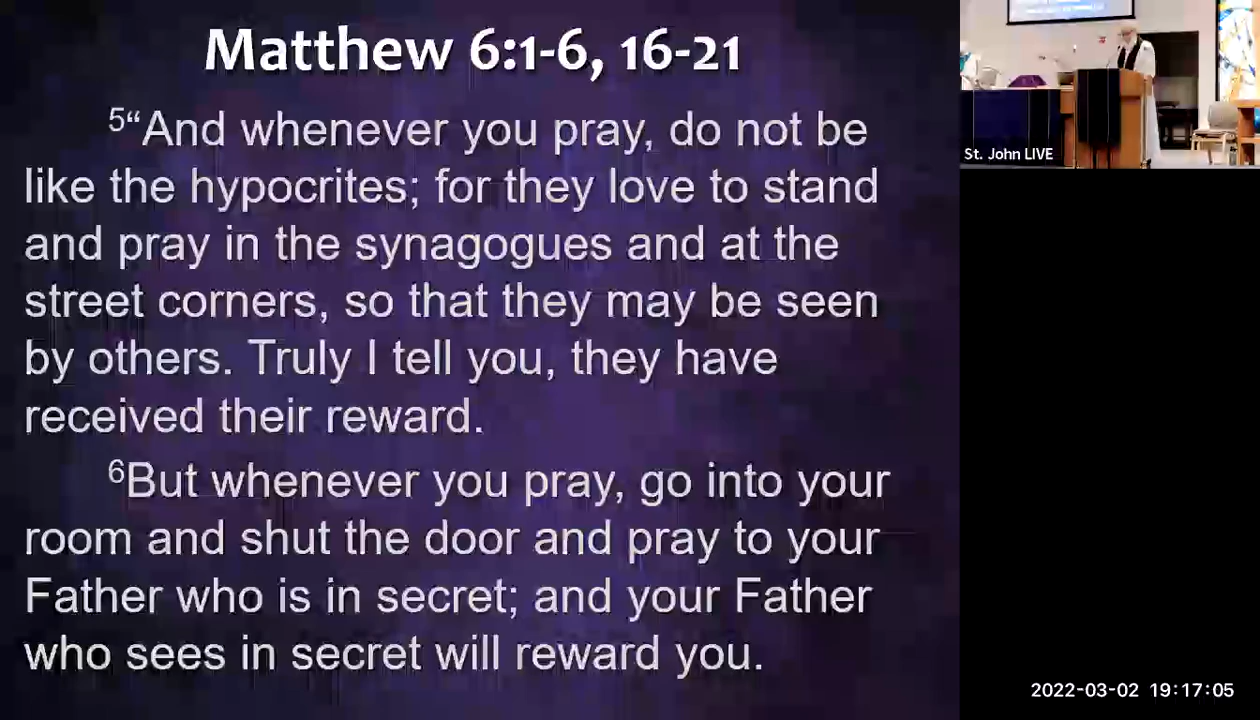 Matthew 6:1-6, 16-21
⁵“And whenever you pray, do not be
like the hypocrites; for they love to stand
and pray in the synagogues and at the
street corners, so that they may be seen
by others. Truly I tell you, they have
received their reward.
⁶But whenever you pray, go into your
room and shut the door and pray to your
Father who is in secret; and your Father
who sees in secret will reward you.
St. John LIVE
2022-03-02 19:17:05